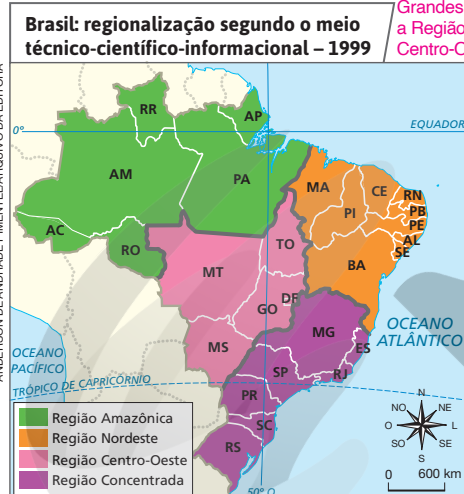 Brasil: regionalização segundo o meio
técnico-científico-informacional – 1999
Grandes
a Região
Centro-O
RR
AP
0°
EQUADOR
AM
PA
MA
CE
RN
PI
PB
PE
AC
AL
SE
RO
TO
BA
MT
DF
GO
MG
MS
ES
OCEANO
ATLÂNTICO
OCEANO
PACÍFICO
SP
RJ
TRÓPICO DE CAPRICÓRNIO
PR
SC
RS
N
NO
NE
O
L
SO
SE
S
Região Amazônica
Região Nordeste
Região Centro-Oeste
Região Concentrada
0
600 km
50° O